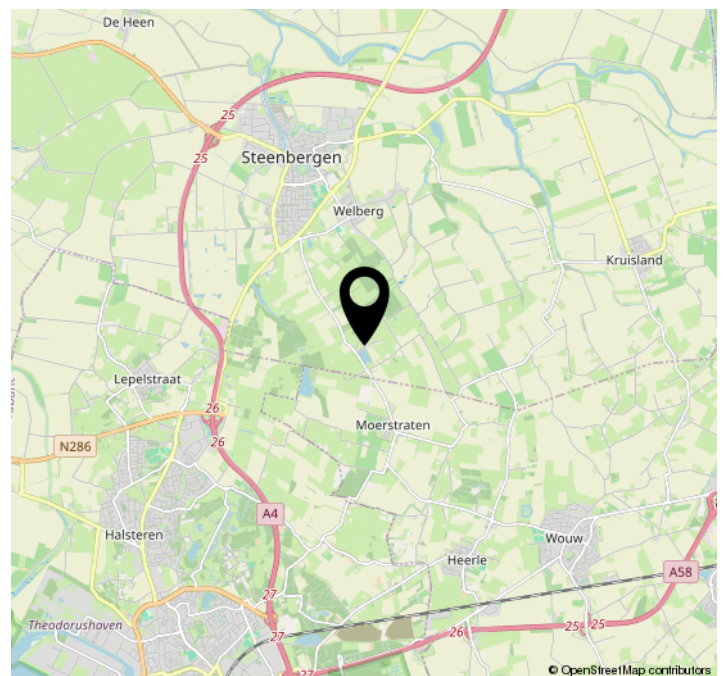 De Heen
25
25
Steenbergen
Welberg
Kruisland
Lepelstraat
26
26
Moerstraten
N286
A4
Halsteren
Wouw
Heerle
A58
27
Theodorushaven
26
25
25
27
27
© OpenStreetMap contributors